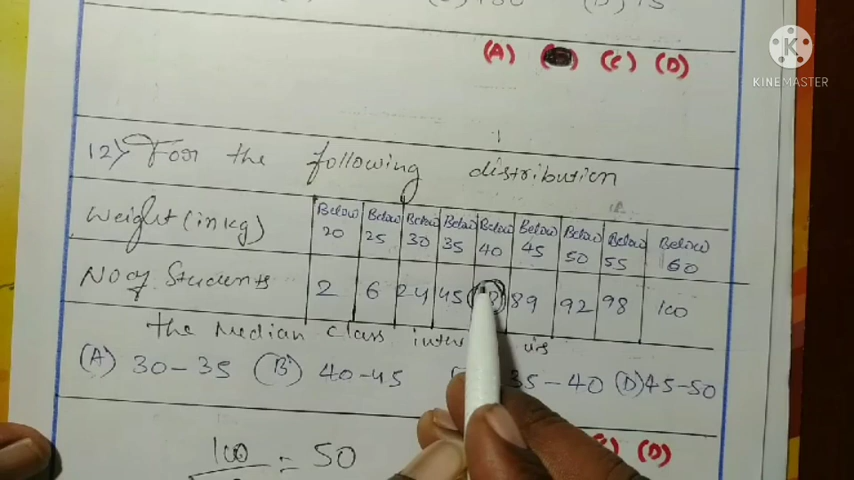 (A) (C) (D)
K
KINEMASTER
12) For the following distribution
Weight (in kg) Below 20 Below 25 Below 30 Below 35 Below 40 Below 45 Below 50 Below 55 Below 60
No of Students 2 6 24 45 89 92 98 100
the Median class
(A) 30-35 (B) 40-45 35-40 (D) 45-50
(D)
100 = 50